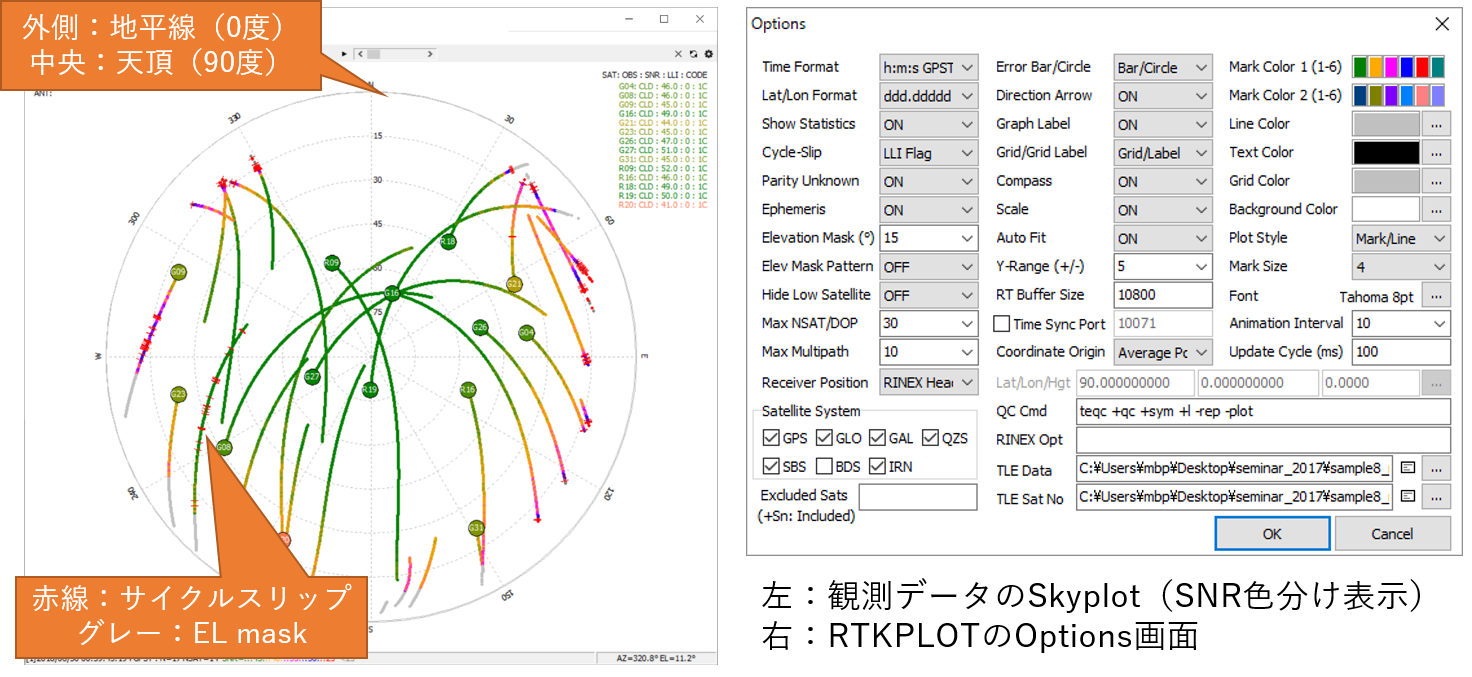 外側：地平線（0度）
中央：天頂（90度）
SAT: OBS : SNR : LLI : CODE
G04: CLD : 46.0 : 0 : 1C
G08: CLD : 46.0 : 0 : 1C
G09: CLD : 45.0 : 0 : 1C
G16: CLD : 49.0 : 0 : 1C
G21: CLD : 44.0 : 0 : 1C
G23: CLD : 45.0 : 0 : 1C
G26: CLD : 47.0 : 0 : 1C
G27: CLD : 51.0 : 0 : 1C
G31: CLD : 45.0 : 0 : 1C
R09: CLD : 52.0 : 0 : 1C
R16: CLD : 46.0 : 0 : 1C
R18: CLD : 49.0 : 0 : 1C
R19: CLD : 50.0 : 0 : 1C
R20: CLD : 41.0 : 0 : 1C
ANT:
330
30
15
30
300
60
45
R18
R09
60
G09
G21
G16
75
G26
G04
W
E
G27
R19
R16
G23
G08
240
120
G31
150
S
赤線：サイクルスリップ
グレー：EL mask
AZ=320.8° EL=11.2°
Options
Time Format h:m:s GPST Error Bar/Circle Bar/Circle Mark Color 1 (1-6)
Lat/Lon Format ddd.ddddd Direction Arrow ON Mark Color 2 (1-6)
Show Statistics ON Graph Label ON Line Color ...
Cycle-Slip LLI Flag Grid/Grid Label Grid/Label Text Color ...
Parity Unknown ON Compass ON Grid Color ...
Ephemeris ON Scale ON Background Color ...
Elevation Mask (°) 15 Auto Fit ON Plot Style Mark/Line
Elev Mask Pattern OFF Y-Range (+/-) 5 Mark Size 4
Hide Low Satellite OFF RT Buffer Size 10800 Font Tahoma 8pt ...
Max NSAT/DOP 30 Time Sync Port 10071 Animation Interval 10
Max Multipath 10 Coordinate Origin Average Pc Update Cycle (ms) 100
Receiver Position RINEX Heac Lat/Lon/Hgt 90.000000000 0.000000000 0.0000 ...
Satellite System QC Cmd teqc +qc +sym +l -rep -plot
GPS GLO GAL QZS RINEX Opt
SBS BDS IRN TLE Data C:¥Users¥mbp¥Desktop¥seminar_2017¥sample8_ ...
Excluded Sats TLE Sat No C:¥Users¥mbp¥Desktop¥seminar_2017¥sample8_ ...
(+Sn: Included)
OK Cancel
左：観測データのSkyplot（SNR色分け表示）
右：RTKPLOTのOptions画面